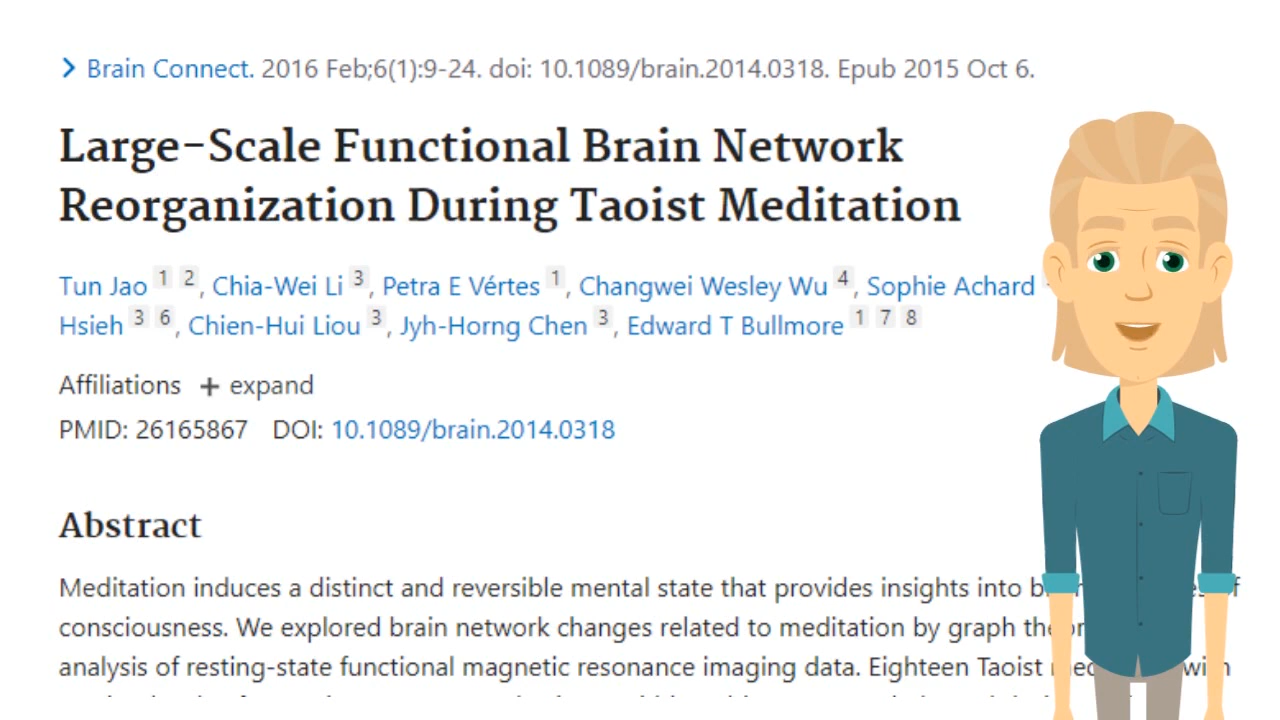 Brain Connect. 2016 Feb;6(1):9-24. doi: 10.1089/brain.2014.0318. Epub 2015 Oct 6.
Large-Scale Functional Brain Network
Reorganization During Taoist Meditation
Tun Jao 1 2, Chia-Wei Li 3, Petra E Vértes 1, Changwei Wesley Wu 4, Sophie Achard
Hsieh 3 6, Chien-Hui Liou 3, Jyh-Horng Chen 3, Edward T Bullmore 1 7 8
Affiliations + expand
PMID: 26165867 DOI: 10.1089/brain.2014.0318
Abstract
Meditation induces a distinct and reversible mental state that provides insights into
consciousness. We explored brain network changes related to meditation by graph
analysis of resting-state functional magnetic resonance imaging data. Eighteen Taoist